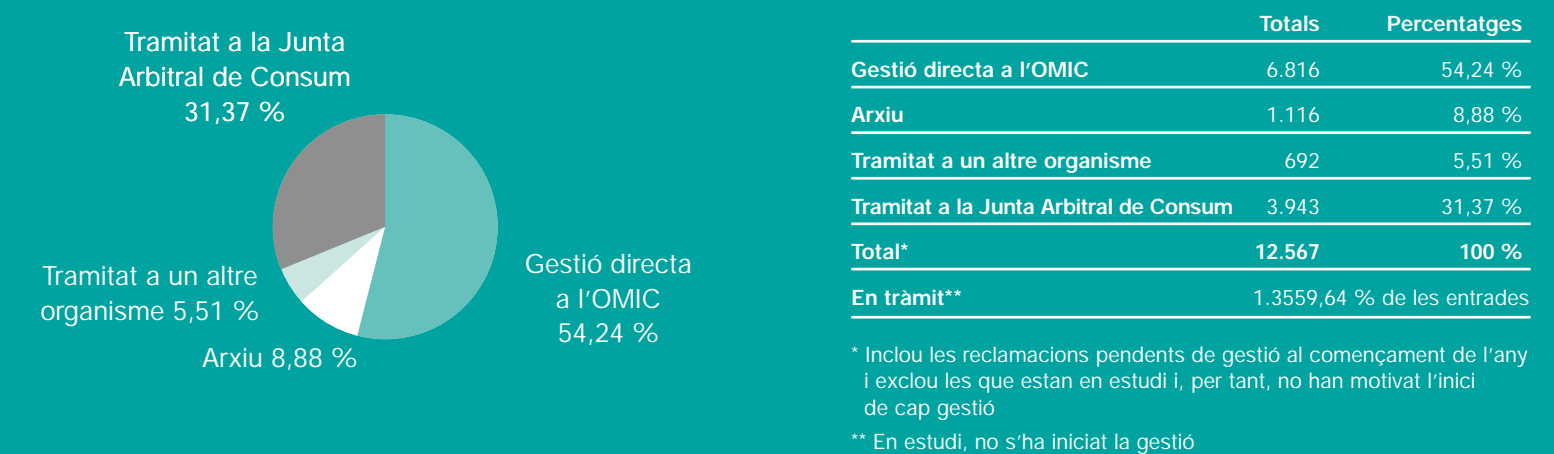 Tramitat a la Junta
Arbitral de Consum
31,37 %
Tramitat a un altre
organisme 5,51 %
Arxiu 8,88 %
Gestió directa
a l'OMIC
54,24 %
Totals Percentatges
Gestió directa a l'OMIC 6.816 54,24 %
Arxiu 1.116 8,88 %
Tramitat a un altre organisme 692 5,51 %
Tramitat a la Junta Arbitral de Consum 3.943 31,37 %
Total* 12.567 100 %
En tràmit** 1.3559,64 % de les entrades
* Inclou les reclamacions pendents de gestió al començament de l'any
i exclou les que estan en estudi i, per tant, no han motivat l'inici
de cap gestió
** En estudi, no s'ha iniciat la gestió